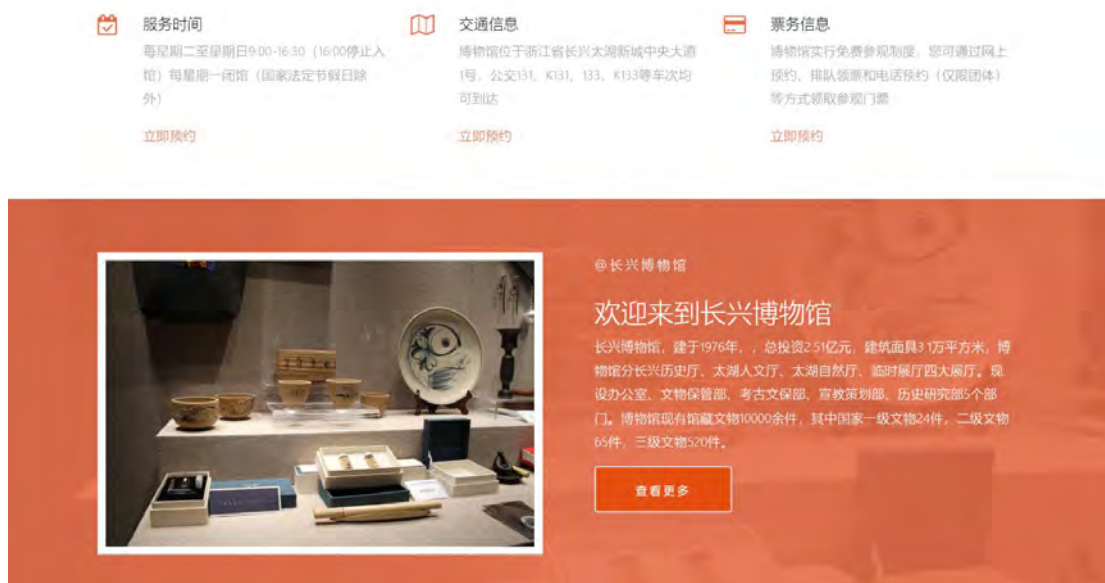 服务时间
每星期二至星期日9:00-16:30（16:00停止入
馆）每星期一闭馆（国家法定节假日除
外）
立即预约
交通信息
博物馆位于浙江省长兴太湖新城中央大道
1号，公交131、K131、133、K133等车次均
可到达
立即预约
票务信息
博物馆实行免费参观制度，您可通过网上
预约、排队领票和电话预约（仅限团体）
等方式领取参观门票
立即预约
@长兴博物馆
欢迎来到长兴博物馆
长兴博物馆，建于1976年，，总投资2.51亿元，建筑面具3.1万平方米，博
物馆分长兴历史厅、太湖人文厅、太湖自然厅、临时展厅四大展厅。现
设办公室、文物保管部、考古文保部、宣教策划部、历史研究部5个部
门。博物馆现有馆藏文物10000余件，其中国家一级文物24件，二级文物
65件，三级文物520件。
查看更多